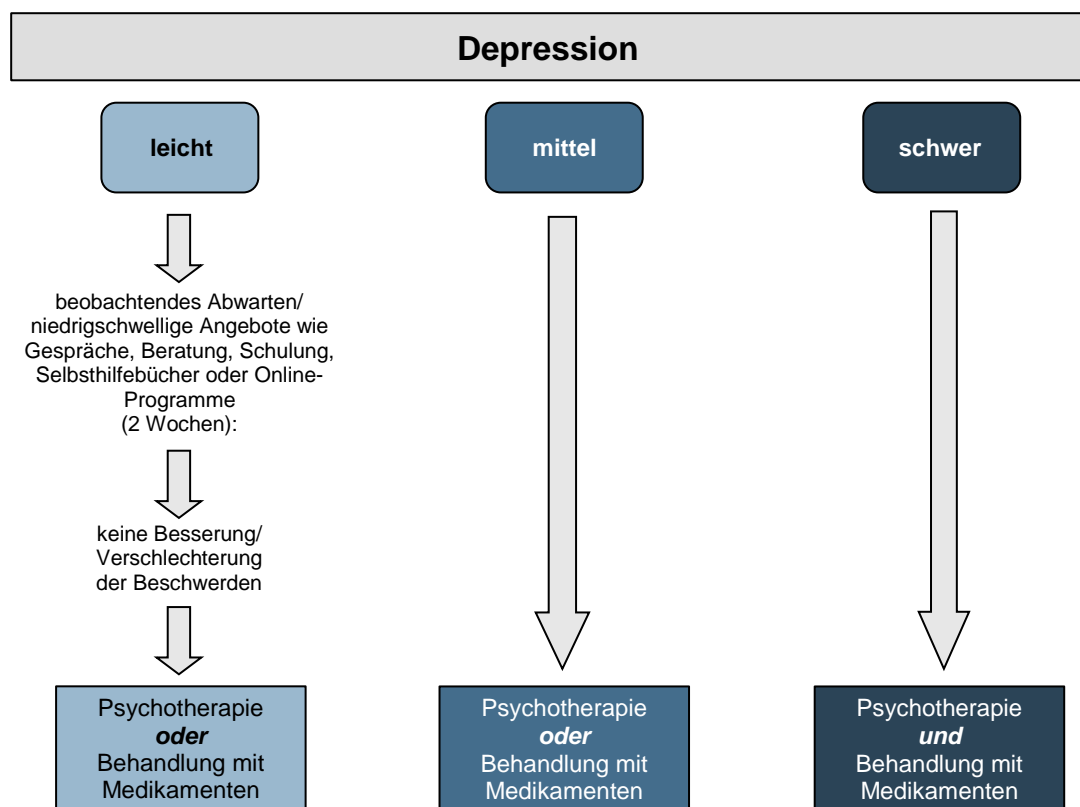 Depression
leicht
mittel
schwer
beobachtendes Abwarten/
niedrigschwellige Angebote wie
Gespräche, Beratung, Schulung,
Selbsthilfebücher oder Online-
Programme
(2 Wochen):
keine Besserung/
Verschlechterung
der Beschwerden
Psychotherapie
oder
Behandlung mit
Medikamenten
Psychotherapie
oder
Behandlung mit
Medikamenten
Psychotherapie
und
Behandlung mit
Medikamenten